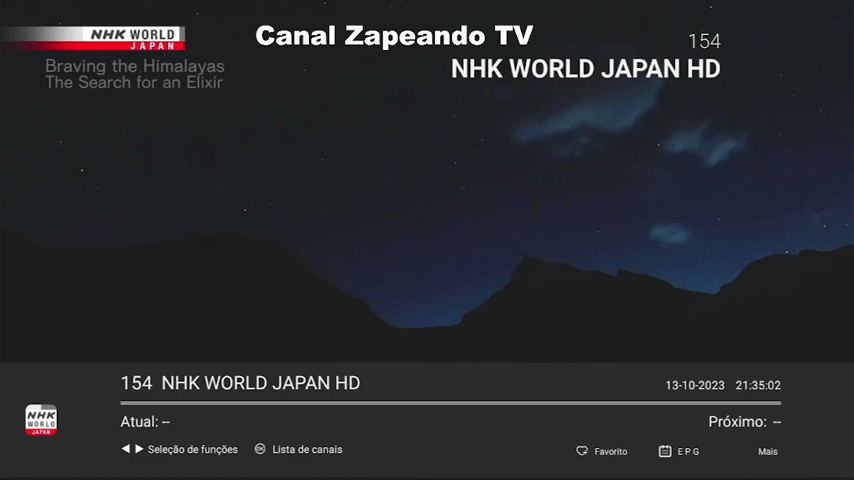 NHK WORLD
JAPAN
Canal Zapeando TV
154
NHK WORLD JAPAN HD
Braving the Himalayas
The Search for an Elixir
154 NHK WORLD JAPAN HD
13-10-2023 21:35:02
NHK
WORLD
JAPAN
Atual: --
Próximo: --
Seleção de funções
OK
Lista de canais
Favorito
EPG
Mais